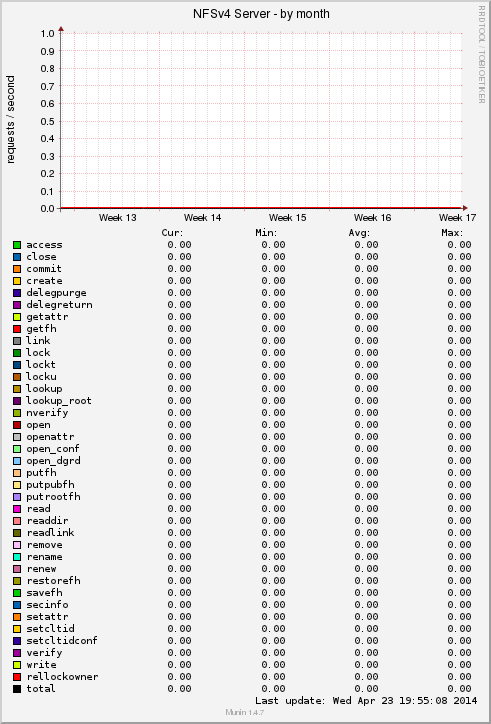 NFSv4 Server - by month
RRDTOOL / TOBI OETIKER
requests / second
1.0
0.9
0.8
0.7
0.6
0.5
0.4
0.3
0.2
0.1
0.0
Week 13 Week 14 Week 15 Week 16 Week 17
Cur: Min: Avg: Max:
access 0.00 0.00 0.00 0.00
close 0.00 0.00 0.00 0.00
commit 0.00 0.00 0.00 0.00
create 0.00 0.00 0.00 0.00
delegpurge 0.00 0.00 0.00 0.00
delegreturn 0.00 0.00 0.00 0.00
getattr 0.00 0.00 0.00 0.00
getfh 0.00 0.00 0.00 0.00
link 0.00 0.00 0.00 0.00
lock 0.00 0.00 0.00 0.00
lockt 0.00 0.00 0.00 0.00
locku 0.00 0.00 0.00 0.00
lookup 0.00 0.00 0.00 0.00
lookup_root 0.00 0.00 0.00 0.00
nverify 0.00 0.00 0.00 0.00
open 0.00 0.00 0.00 0.00
openattr 0.00 0.00 0.00 0.00
open_conf 0.00 0.00 0.00 0.00
open_dgrd 0.00 0.00 0.00 0.00
putfh 0.00 0.00 0.00 0.00
putpubfh 0.00 0.00 0.00 0.00
putrootfh 0.00 0.00 0.00 0.00
read 0.00 0.00 0.00 0.00
readdir 0.00 0.00 0.00 0.00
readlink 0.00 0.00 0.00 0.00
remove 0.00 0.00 0.00 0.00
rename 0.00 0.00 0.00 0.00
renew 0.00 0.00 0.00 0.00
restorefh 0.00 0.00 0.00 0.00
savefh 0.00 0.00 0.00 0.00
secinfo 0.00 0.00 0.00 0.00
setattr 0.00 0.00 0.00 0.00
setcltid 0.00 0.00 0.00 0.00
setcltidconf 0.00 0.00 0.00 0.00
verify 0.00 0.00 0.00 0.00
write 0.00 0.00 0.00 0.00
rellockowner 0.00 0.00 0.00 0.00
total 0.00 0.00 0.00 0.00
Last update: Wed Apr 23 19:55:08 2014
Munin 1.4.7